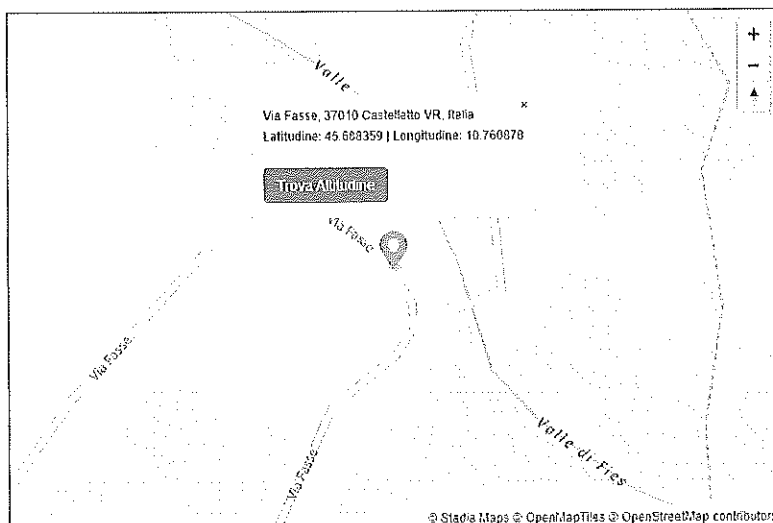 Valle
+
−
Via Fasse, 37010 Castelletto VR, Italia
×
Latitudine: 45.688359 | Longitudine: 10.760878
Trova Altitudine
Via Fasse
Via Fasse
Valle di Fies
Via Fasse
© Stadia Maps © OpenMapTiles © OpenStreetMap contributors